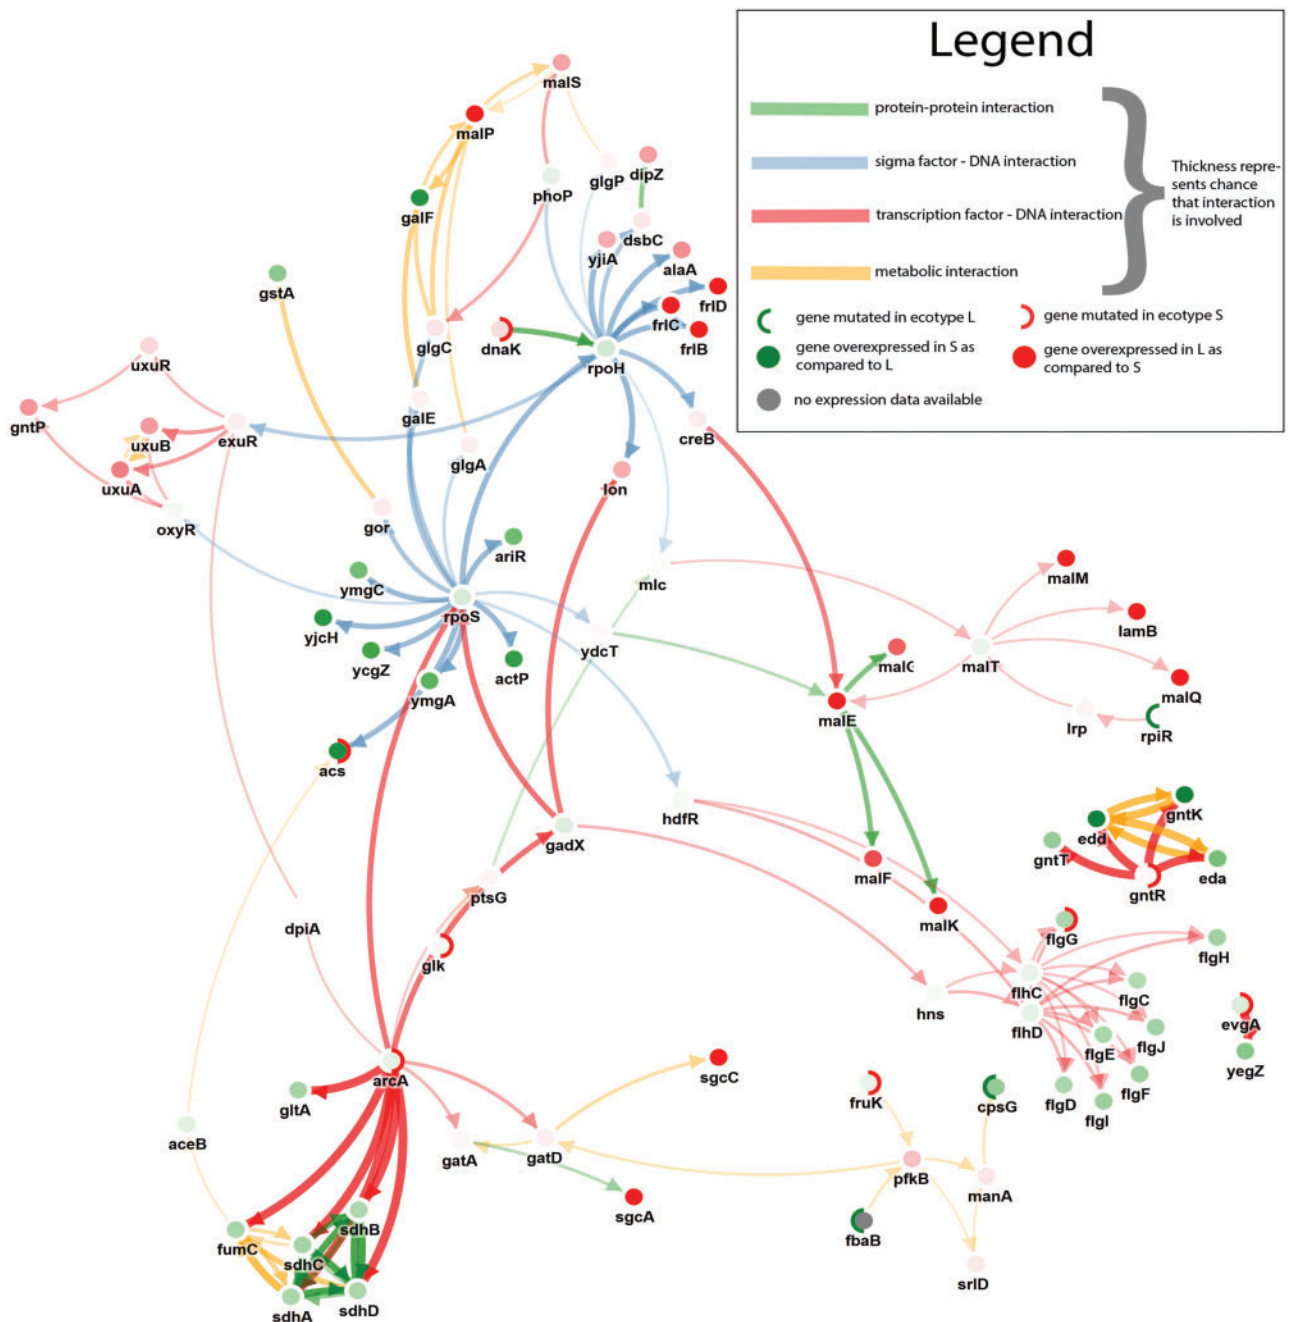 Legend
protein-protein interaction
sigma factor - DNA interaction
transcription factor - DNA interaction
metabolic interaction
Thickness repre-
sents chance
that interaction
is involved
gene mutated in ecotype L
gene mutated in ecotype S
gene overexpressed in S as
compared to L
gene overexpressed in L as
compared to S
no expression data available
malS
malP
glgP
dipZ
phoP
galF
dsbC
yjiA
alaA
gstA
frlD
frlC
frlB
glgC
dnaK
rpoH
uxuR
galE
gntP
uxuB
exuR
creB
glgA
uxuA
lon
oxyR
gor
ariR
ymgC
mlc
malM
rpoS
yjcH
lamB
ydcT
ycgZ
actP
malT
malQ
ymgA
malE
lrp
rpiR
acs
hdfR
gntK
edd
gadX
gntT
eda
malF
gntR
ptsG
dpiA
malK
flgG
glk
flgH
flhC
flgC
hns
evgA
flhD
flgJ
flgE
yegZ
arcA
sgcC
gltA
fruK
cpsG
flgD
flgF
flgI
aceB
gatA
gatD
pfkB
manA
sgcA
sdhB
fumC
fbaB
sdhC
srlD
sdhA
sdhD